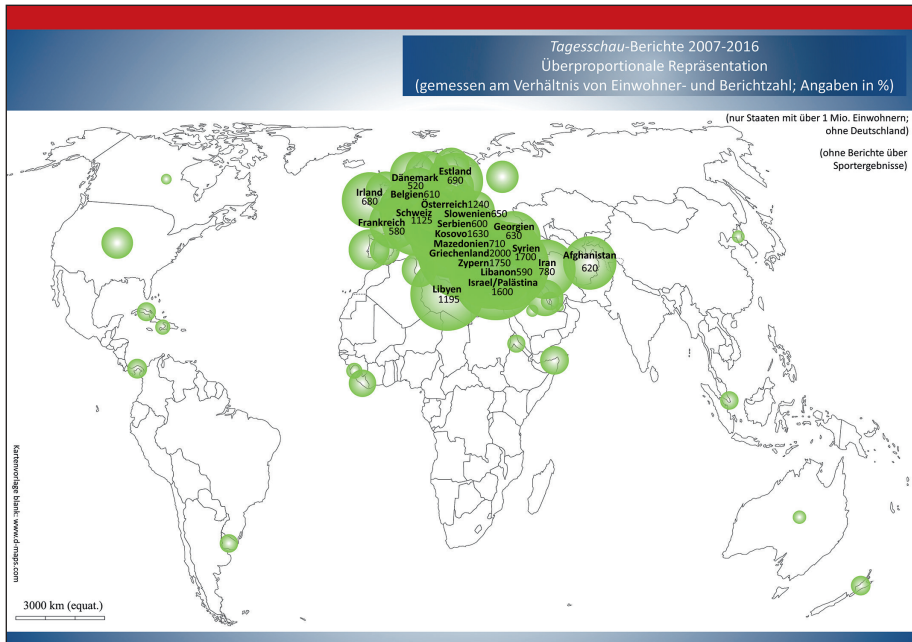 Tagesschau-Berichte 2007-2016
Überproportionale Repräsentation
(gemessen am Verhältnis von Einwohner- und Berichtzahl; Angaben in %)
(nur Staaten mit über 1 Mio. Einwohnern;
ohne Deutschland)
(ohne Berichte über
Sportergebnisse)
Estland
690
Dänemark
520
Irland
680
Belgien610
Österreich1240
Schweiz
1125
Slowenien650
Frankreich
580
Serbien600
Georgien
630
Kosovo1630
Mazedonien710
Griechenland2000
Syrien
1700
Zypern1750
Iran
780
Afghanistan
620
Libanon590
Israel/Palästina
1600
Libyen
1195
Kartenvorlage blank: www.d-maps.com
3000 km (equat.)